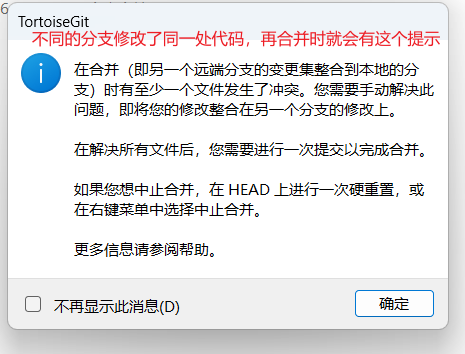 6
TortoiseGit
不同的分支修改了同一处代码，再合并时就会有这个提示
在合并（即另一个远端分支的变更集整合到本地的分
支）时有至少一个文件发生了冲突。您需要手动解决此
问题，即将您的修改整合在另一个分支的修改上。
在解决所有文件后，您需要进行一次提交以完成合并。
如果您想中止合并，在 HEAD 上进行一次硬重置，或
在右键菜单中选择中止合并。
更多信息请参阅帮助。
不再显示此消息(D)
确定